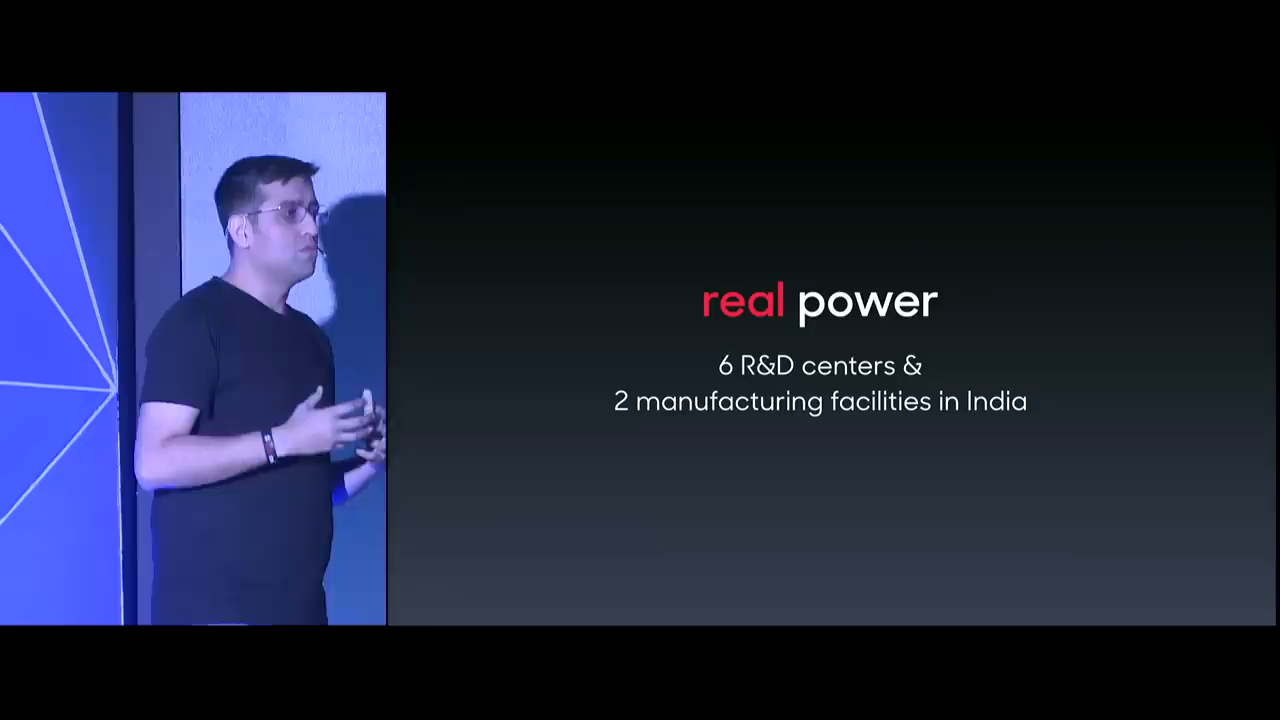 real power
6 R&D centers &
2 manufacturing facilities in India